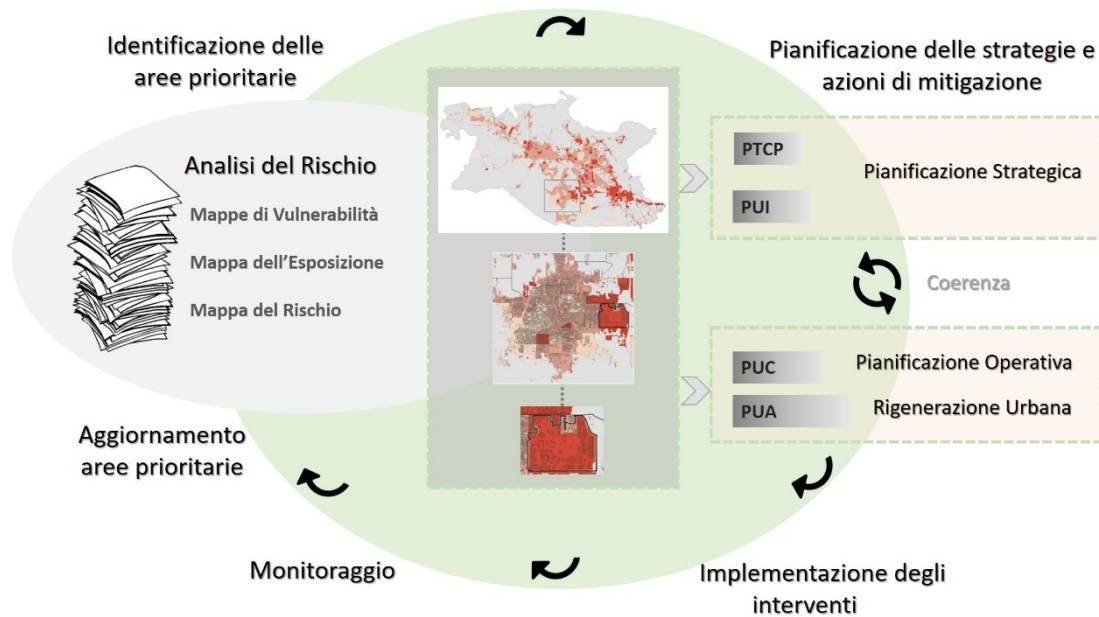 Identificazione delle
aree prioritarie
Pianificazione delle strategie e
azioni di mitigazione
Analisi del Rischio
Mappe di Vulnerabilità
Mappa dell'Esposizione
Mappa del Rischio
PTCP
Pianificazione Strategica
PUI
Coerenza
PUC
Pianificazione Operativa
PUA
Rigenerazione Urbana
Aggiornamento
aree prioritarie
Monitoraggio
Implementazione degli
interventi